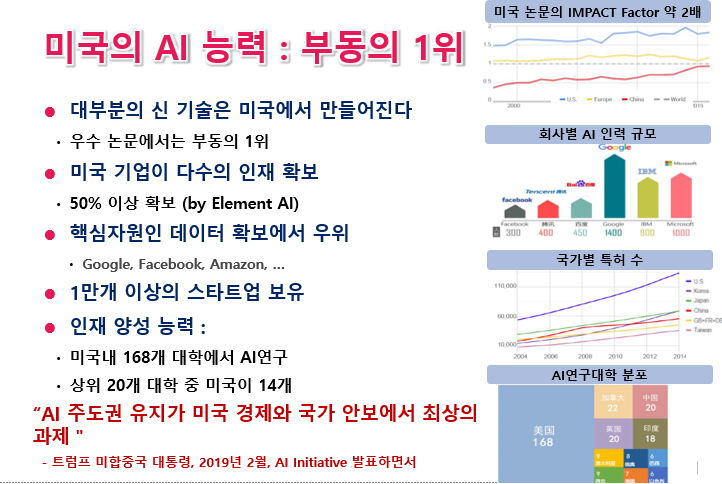 미국의 AI 능력 : 부동의 1위
대부분의 신 기술은 미국에서 만들어진다
우수 논문에서는 부동의 1위
미국 기업이 다수의 인재 확보
50% 이상 확보 (by Element AI)
핵심자원인 데이터 확보에서 우위
Google, Facebook, Amazon, ...
1만개 이상의 스타트업 보유
인재 양성 능력 :
미국내 168개 대학에서 AI연구
상위 20개 대학 중 미국이 14개
“AI 주도권 유지가 미국 경제와 국가 안보에서 최상의
과제 "
- 트럼프 미합중국 대통령, 2019년 2월, AI Initiative 발표하면서
미국 논문의 IMPACT Factor 약 2배
2
1.5
1
0.5
0
2000
U.S. Europe China World
회사별 AI 인력 규모
Google
Microsoft
IBM
Baidu百度
Tencent 腾讯
facebook
Facebook 腾讯 百度 Google IBM Microsoft
300 400 450 1400 900 1000
국가별 특허 수
110,000
60,000
10,000
2004 2006 2008 2010 2012 2014
U.S.
Korea
Japan
China
GB+FR+DE
Taiwan
AI연구대학 분포
美国
168
加拿大
22
中国
20
英国
20
印度
18
9
8
6
9
7
6